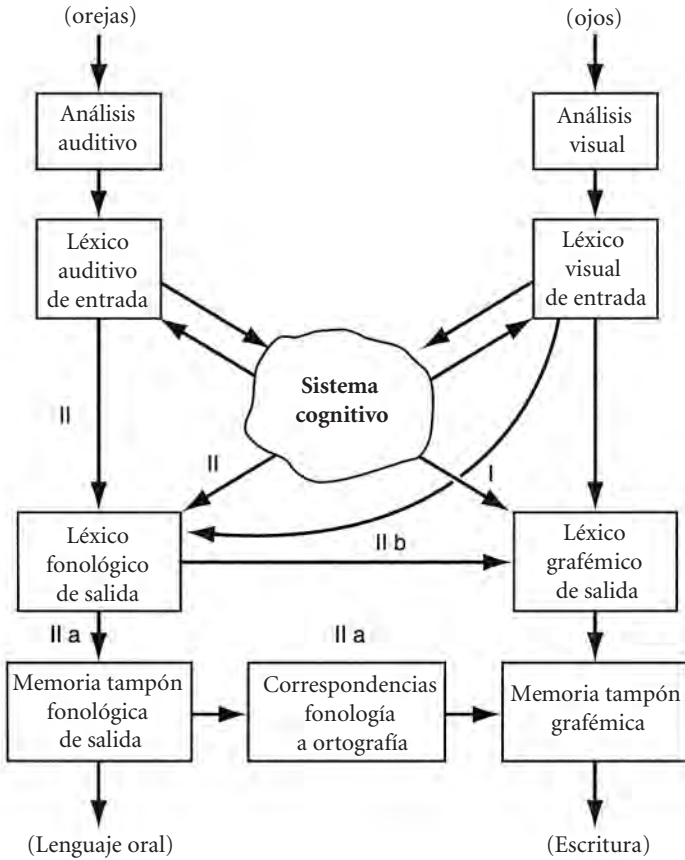 (orejas)
(ojos)
Análisis
auditivo
Análisis
visual
Léxico
auditivo
de entrada
Léxico
visual
de entrada
Sistema
cognitivo
II
II
I
Léxico
fonológico
de salida
II b
Léxico
grafémico
de salida
II a
II a
Memoria tampón
fonológica
de salida
Correspondencias
fonología
a ortografía
Memoria tampón
grafémica
(Lenguaje oral)
(Escritura)